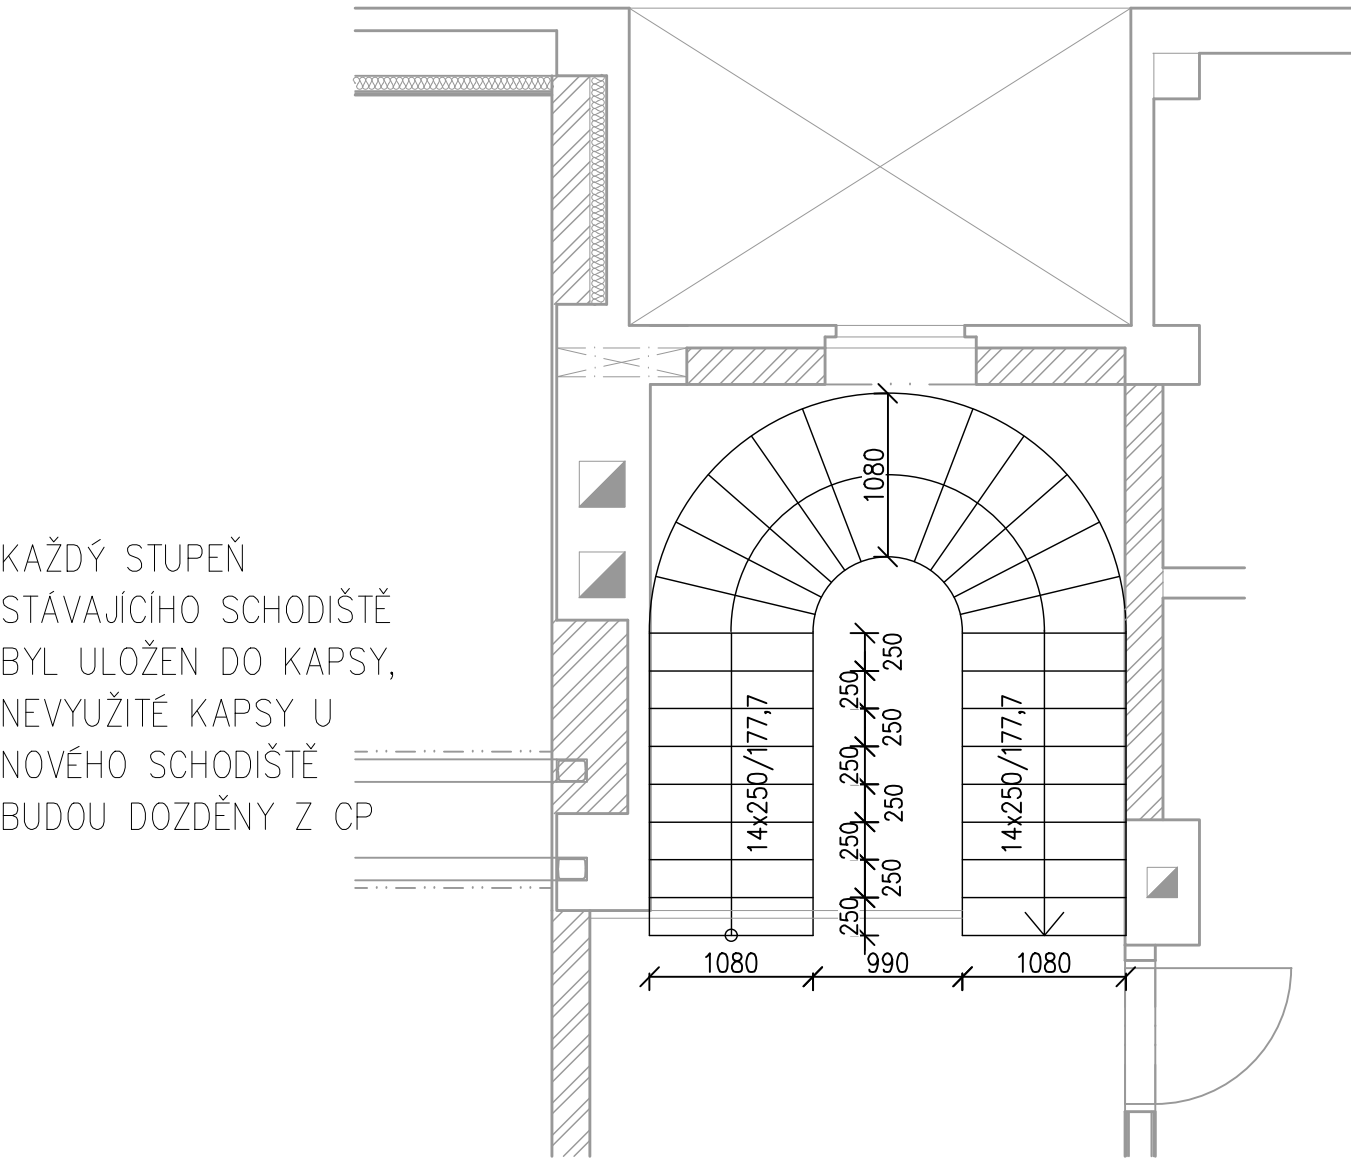 KAŽDÝ STUPEŇ
STÁVAJÍCÍHO SCHODIŠTĚ
BYL ULOŽEN DO KAPSY,
NEVYUŽITÉ KAPSY U
NOVÉHO SCHODIŠTĚ
BUDOU DOZDĚNY Z CP
1080
250
250
250
250
250
250
250
250
14x250/177,7
14x250/177,7
1080
990
1080